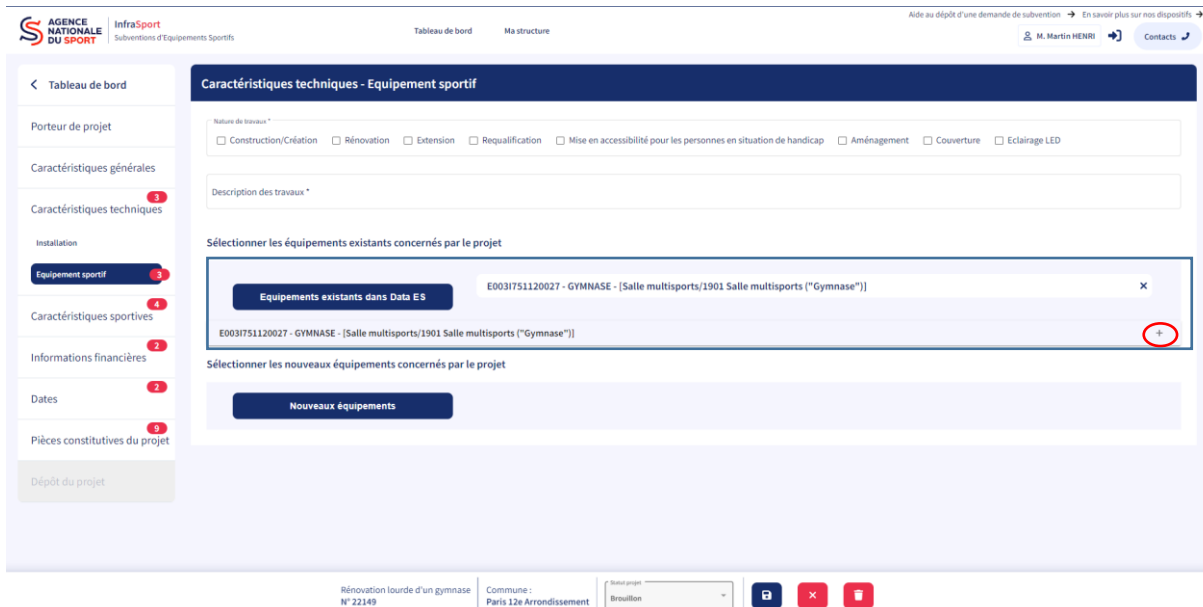 Aide au dépôt d'une demande de subvention → En savoir plus sur nos dispositifs →
AGENCE
NATIONALE
DU SPORT
InfraSport
Subventions d'Equipements Sportifs
Tableau de bord
Ma structure
M. Martin HENRI
Contacts
Tableau de bord
Porteur de projet
Caractéristiques générales
3
Caractéristiques techniques
Installation
Equipement sportif 3
4
Caractéristiques sportives
2
Informations financières
2
Dates
9
Pièces constitutives du projet
Dépôt du projet
Caractéristiques techniques - Equipement sportif
Nature de travaux *
Construction/Création Rénovation Extension Requalification Mise en accessibilité pour les personnes en situation de handicap Aménagement Couverture Eclairage LED
Description des travaux *
Sélectionner les équipements existants concernés par le projet
Equipements existants dans Data ES
E003I751120027 - GYMNASE - [Salle multisports/1901 Salle multisports ("Gymnase")] ×
E003I751120027 - GYMNASE - [Salle multisports/1901 Salle multisports ("Gymnase")] +
Sélectionner les nouveaux équipements concernés par le projet
Nouveaux équipements
Rénovation lourde d'un gymnase
N° 22149
Commune :
Paris 12e Arrondissement
Statut projet
Brouillon